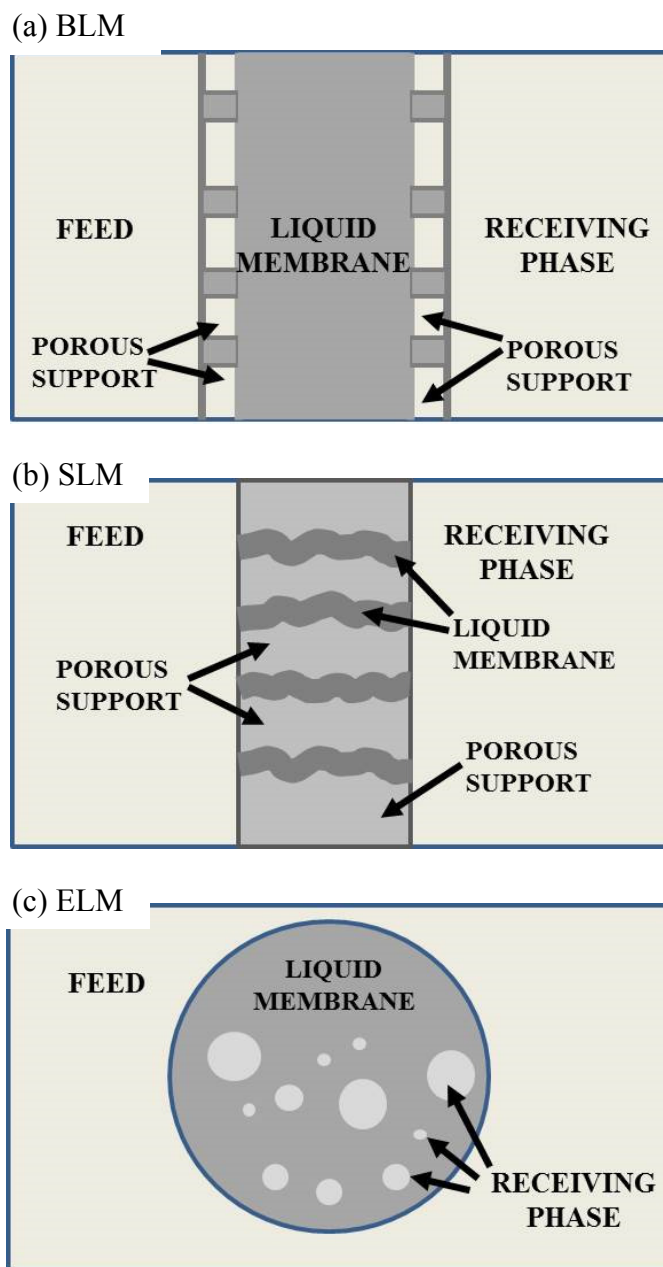 (a) BLM
FEED
LIQUID
MEMBRANE
RECEIVING
PHASE
POROUS
SUPPORT
POROUS
SUPPORT
(b) SLM
FEED
RECEIVING
PHASE
LIQUID
MEMBRANE
POROUS
SUPPORT
POROUS
SUPPORT
(c) ELM
FEED
LIQUID
MEMBRANE
RECEIVING
PHASE